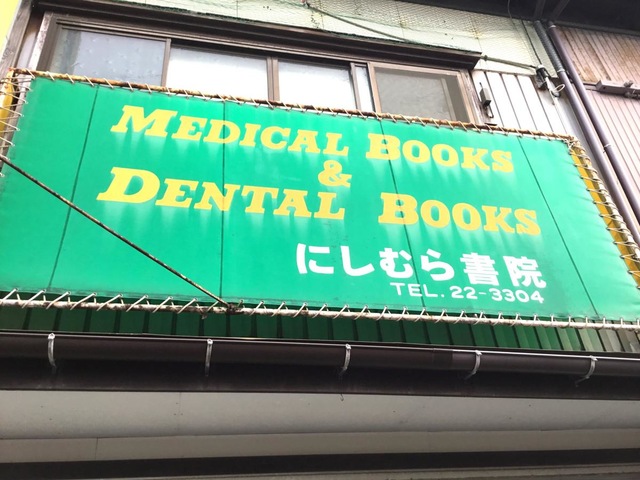 MEDICAL BOOKS
&
DENTAL BOOKS
にしむら書院
TEL. 22-3304